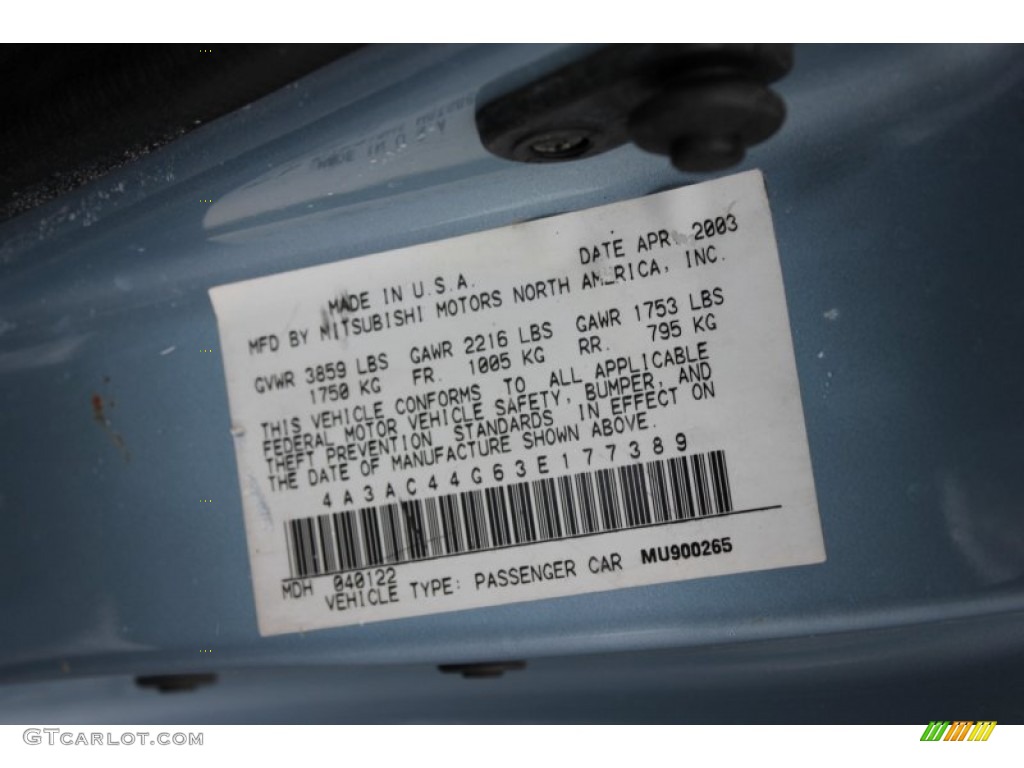 DATE APR 2003
MADE IN U.S.A.
MFD BY MITSUBISHI MOTORS NORTH AMERICA, INC.
GVWR 3859 LBS GAWR 2216 LBS GAWR 1753 LBS
1750 KG FR. 1005 KG RR. 795 KG
THIS VEHICLE CONFORMS TO ALL APPLICABLE
FEDERAL MOTOR VEHICLE SAFETY, BUMPER, AND
THEFT PREVENTION STANDARDS IN EFFECT ON
THE DATE OF MANUFACTURE SHOWN ABOVE.
4A3AC44G63E177389
MDH 040122
VEHICLE TYPE: PASSENGER CAR MU900265
GTCarlot.com